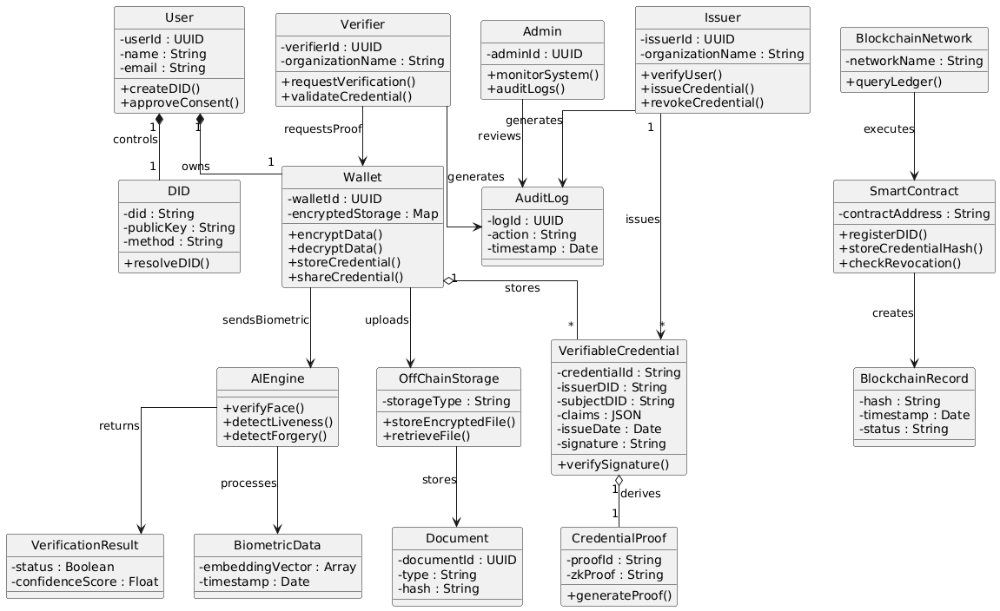 User
-userId : UUID
-name : String
-email : String
+createDID()
+approveConsent()
Verifier
-verifierId : UUID
-organizationName : String
+requestVerification()
+validateCredential()
Admin
-adminId : UUID
+monitorSystem()
+auditLogs()
Issuer
-issuerId : UUID
-organizationName : String
+verifyUser()
+issueCredential()
+revokeCredential()
BlockchainNetwork
-networkName : String
+queryLedger()
1
controls
1
1
owns
1
requestsProof
generates
reviews
generates
1
issues
*
executes
DID
-did : String
-publicKey : String
-method : String
+resolveDID()
Wallet
-walletId : UUID
-encryptedStorage : Map
+encryptData()
+decryptData()
+storeCredential()
+shareCredential()
AuditLog
-logId : UUID
-action : String
-timestamp : Date
SmartContract
-contractAddress : String
+registerDID()
+storeCredentialHash()
+checkRevocation()
sendsBiometric
uploads
1
stores
*
creates
AIEngine
+verifyFace()
+detectLiveness()
+detectForgery()
OffChainStorage
-storageType : String
+storeEncryptedFile()
+retrieveFile()
VerifiableCredential
-credentialId : String
-issuerDID : String
-subjectDID : String
-claims : JSON
-issueDate : Date
-signature : String
+verifySignature()
BlockchainRecord
-hash : String
-timestamp : Date
-status : String
returns
processes
stores
1
derives
1
VerificationResult
-status : Boolean
-confidenceScore : Float
BiometricData
-embeddingVector : Array
-timestamp : Date
Document
-documentId : UUID
-type : String
-hash : String
CredentialProof
-proofId : String
-zkProof : String
+generateProof()